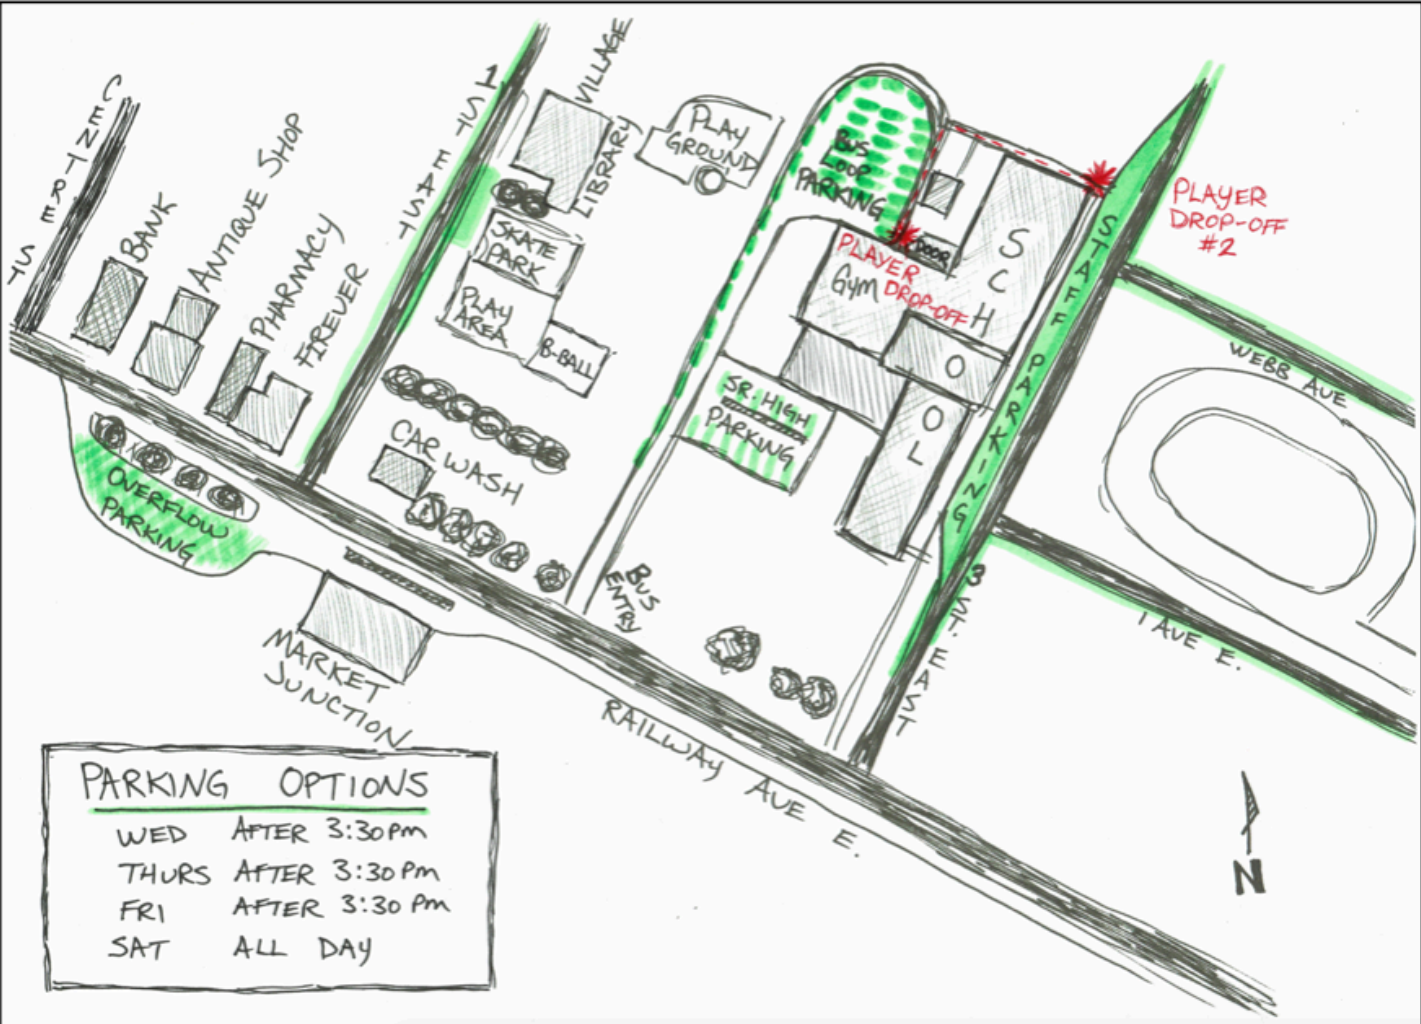 CENTRE ST
BANK
ANTIQUE SHOP
PHARMACY
FIREVER
1 ST EAST
VILLAGE
LIBRARY
PLAY
GROUND
SKATE
PARK
PLAY
AREA
B-BALL
CAR WASH
OVERFLOW
PARKING
MARKET
JUNCTION
BUS
LOOP
PARKING
PLAYER
DROP-OFF
DOOR
GYM
SCHOOL
SR. HIGH
PARKING
BUS
ENTRY
STAFF PARKING
PLAYER
DROP-OFF
#2
WEBB AVE
1 AVE E.
3 ST. EAST
RAILWAY AVE E.
N
PARKING OPTIONS
WED AFTER 3:30pm
THURS AFTER 3:30pm
FRI AFTER 3:30pm
SAT ALL DAY